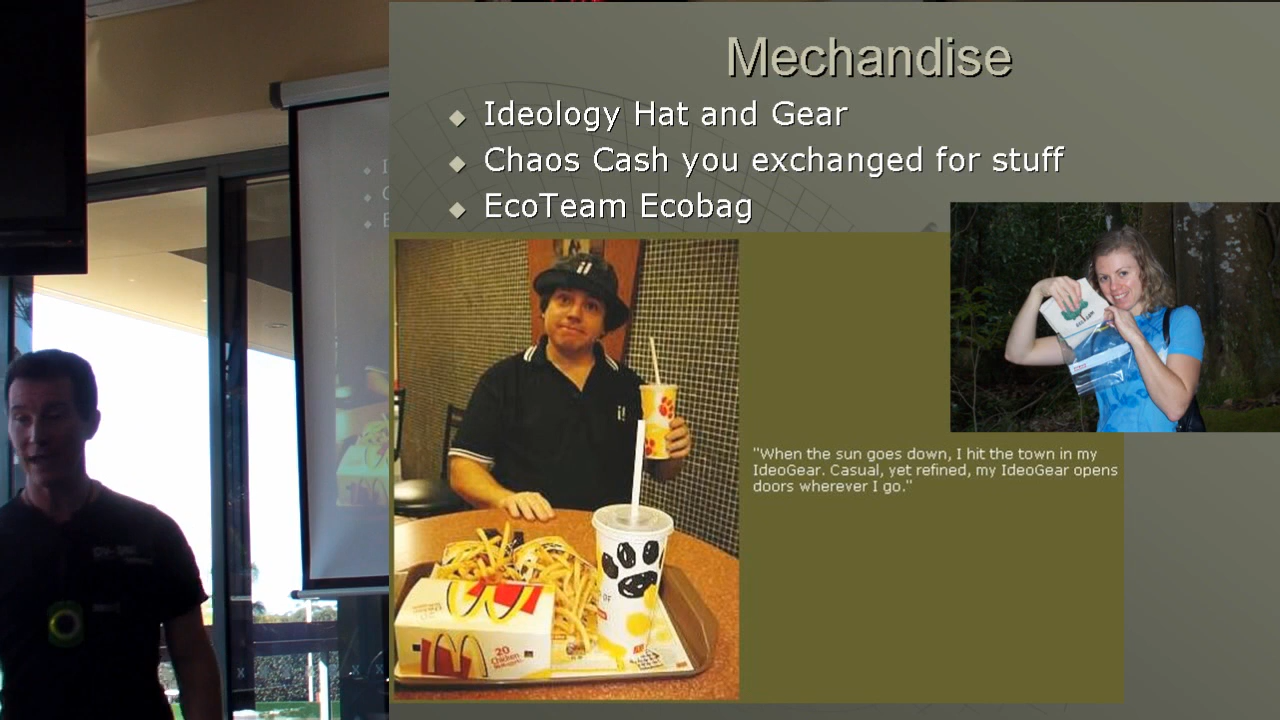 Mechandise
Ideology Hat and Gear
Chaos Cash you exchanged for stuff
EcoTeam Ecobag
i!
i!
"When the sun goes down, I hit the town in my
IdeoGear. Casual, yet refined, my IdeoGear opens
doors wherever I go."
20
Chicken